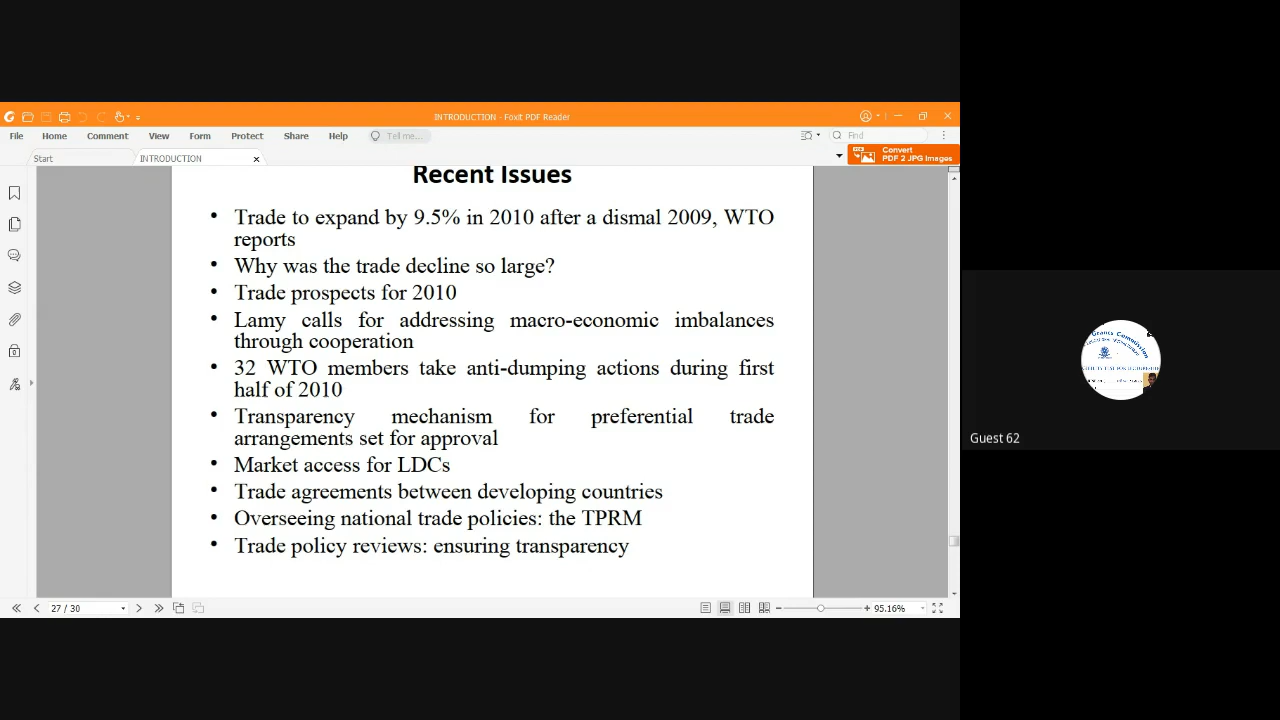 INTRODUCTION - Foxit PDF Reader
File Home Comment View Form Protect Share Help Tell me... Find
Start INTRODUCTION
Convert
PDF 2 JPG Images
Recent Issues
• Trade to expand by 9.5% in 2010 after a dismal 2009, WTO
reports
• Why was the trade decline so large?
• Trade prospects for 2010
• Lamy calls for addressing macro-economic imbalances
through cooperation
• 32 WTO members take anti-dumping actions during first
half of 2010
• Transparency mechanism for preferential trade
arrangements set for approval
• Market access for LDCs
• Trade agreements between developing countries
• Overseeing national trade policies: the TPRM
• Trade policy reviews: ensuring transparency
27 / 30
95.16%
Grants Commission
Guest 62